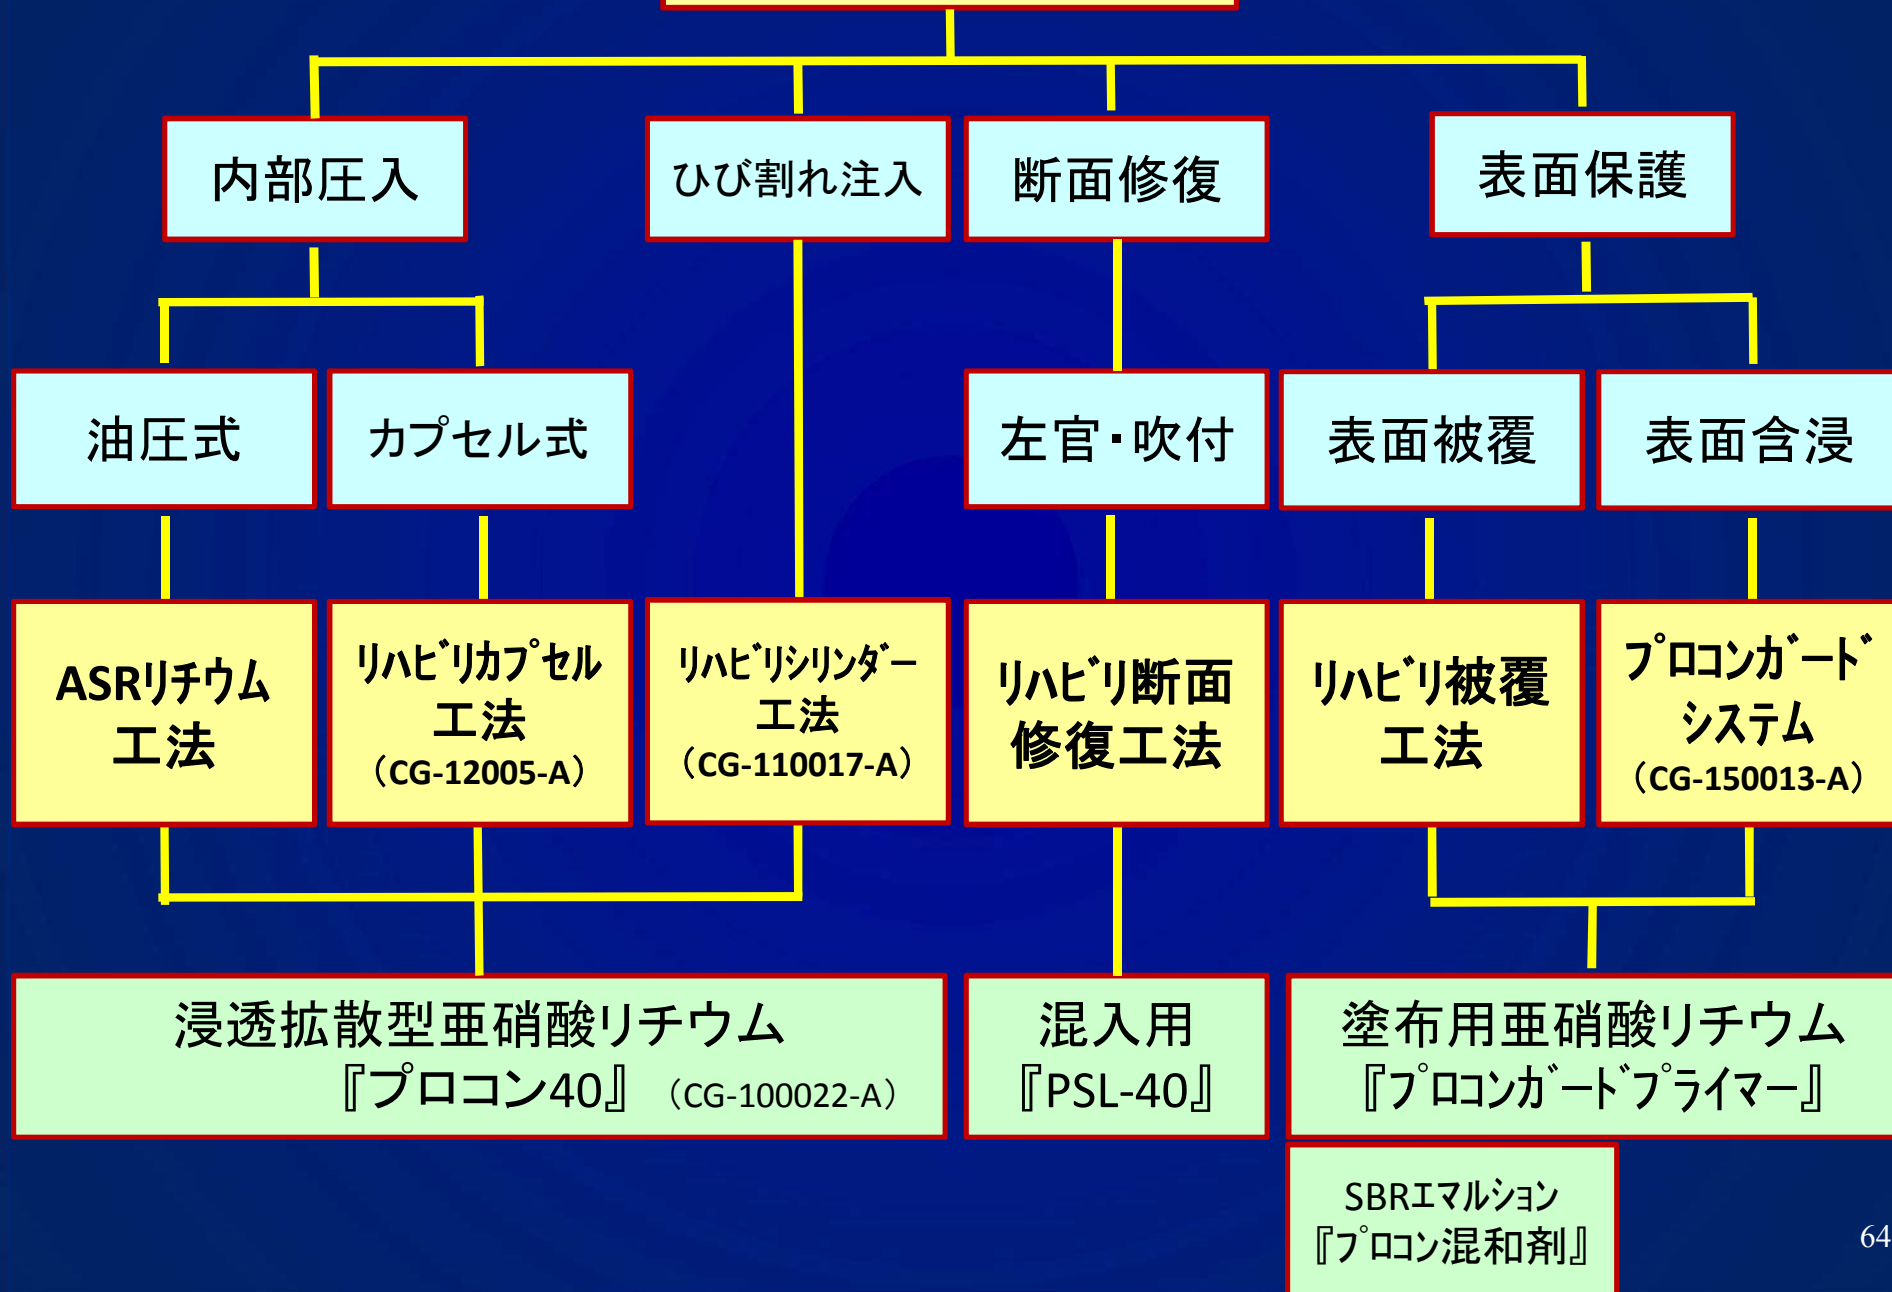 内部圧入
ひび割れ注入
断面修復
表面保護
油圧式
カプセル式
左官・吹付
表面被覆
表面含浸
ASRﾘﾁｳﾑ
工法
ﾘﾊﾋﾞﾘｶﾌﾟｾﾙ
工法
（CG-12005-A）
ﾘﾊﾋﾞﾘｼﾘﾝﾀﾞｰ
工法
（CG-110017-A）
ﾘﾊﾋﾞﾘ断面
修復工法
ﾘﾊﾋﾞﾘ被覆
工法
ﾌﾟﾛｺﾝｶﾞｰﾄﾞ
ｼｽﾃﾑ
（CG-150013-A）
浸透拡散型亜硝酸リチウム
『プロコン40』（CG-100022-A）
混入用
『PSL-40』
塗布用亜硝酸リチウム
『ﾌﾟﾛｺﾝｶﾞｰﾄﾞﾌﾟﾗｲﾏｰ』
SBRｴﾏﾙｼｮﾝ
『ﾌﾟﾛｺﾝ混和剤』
64